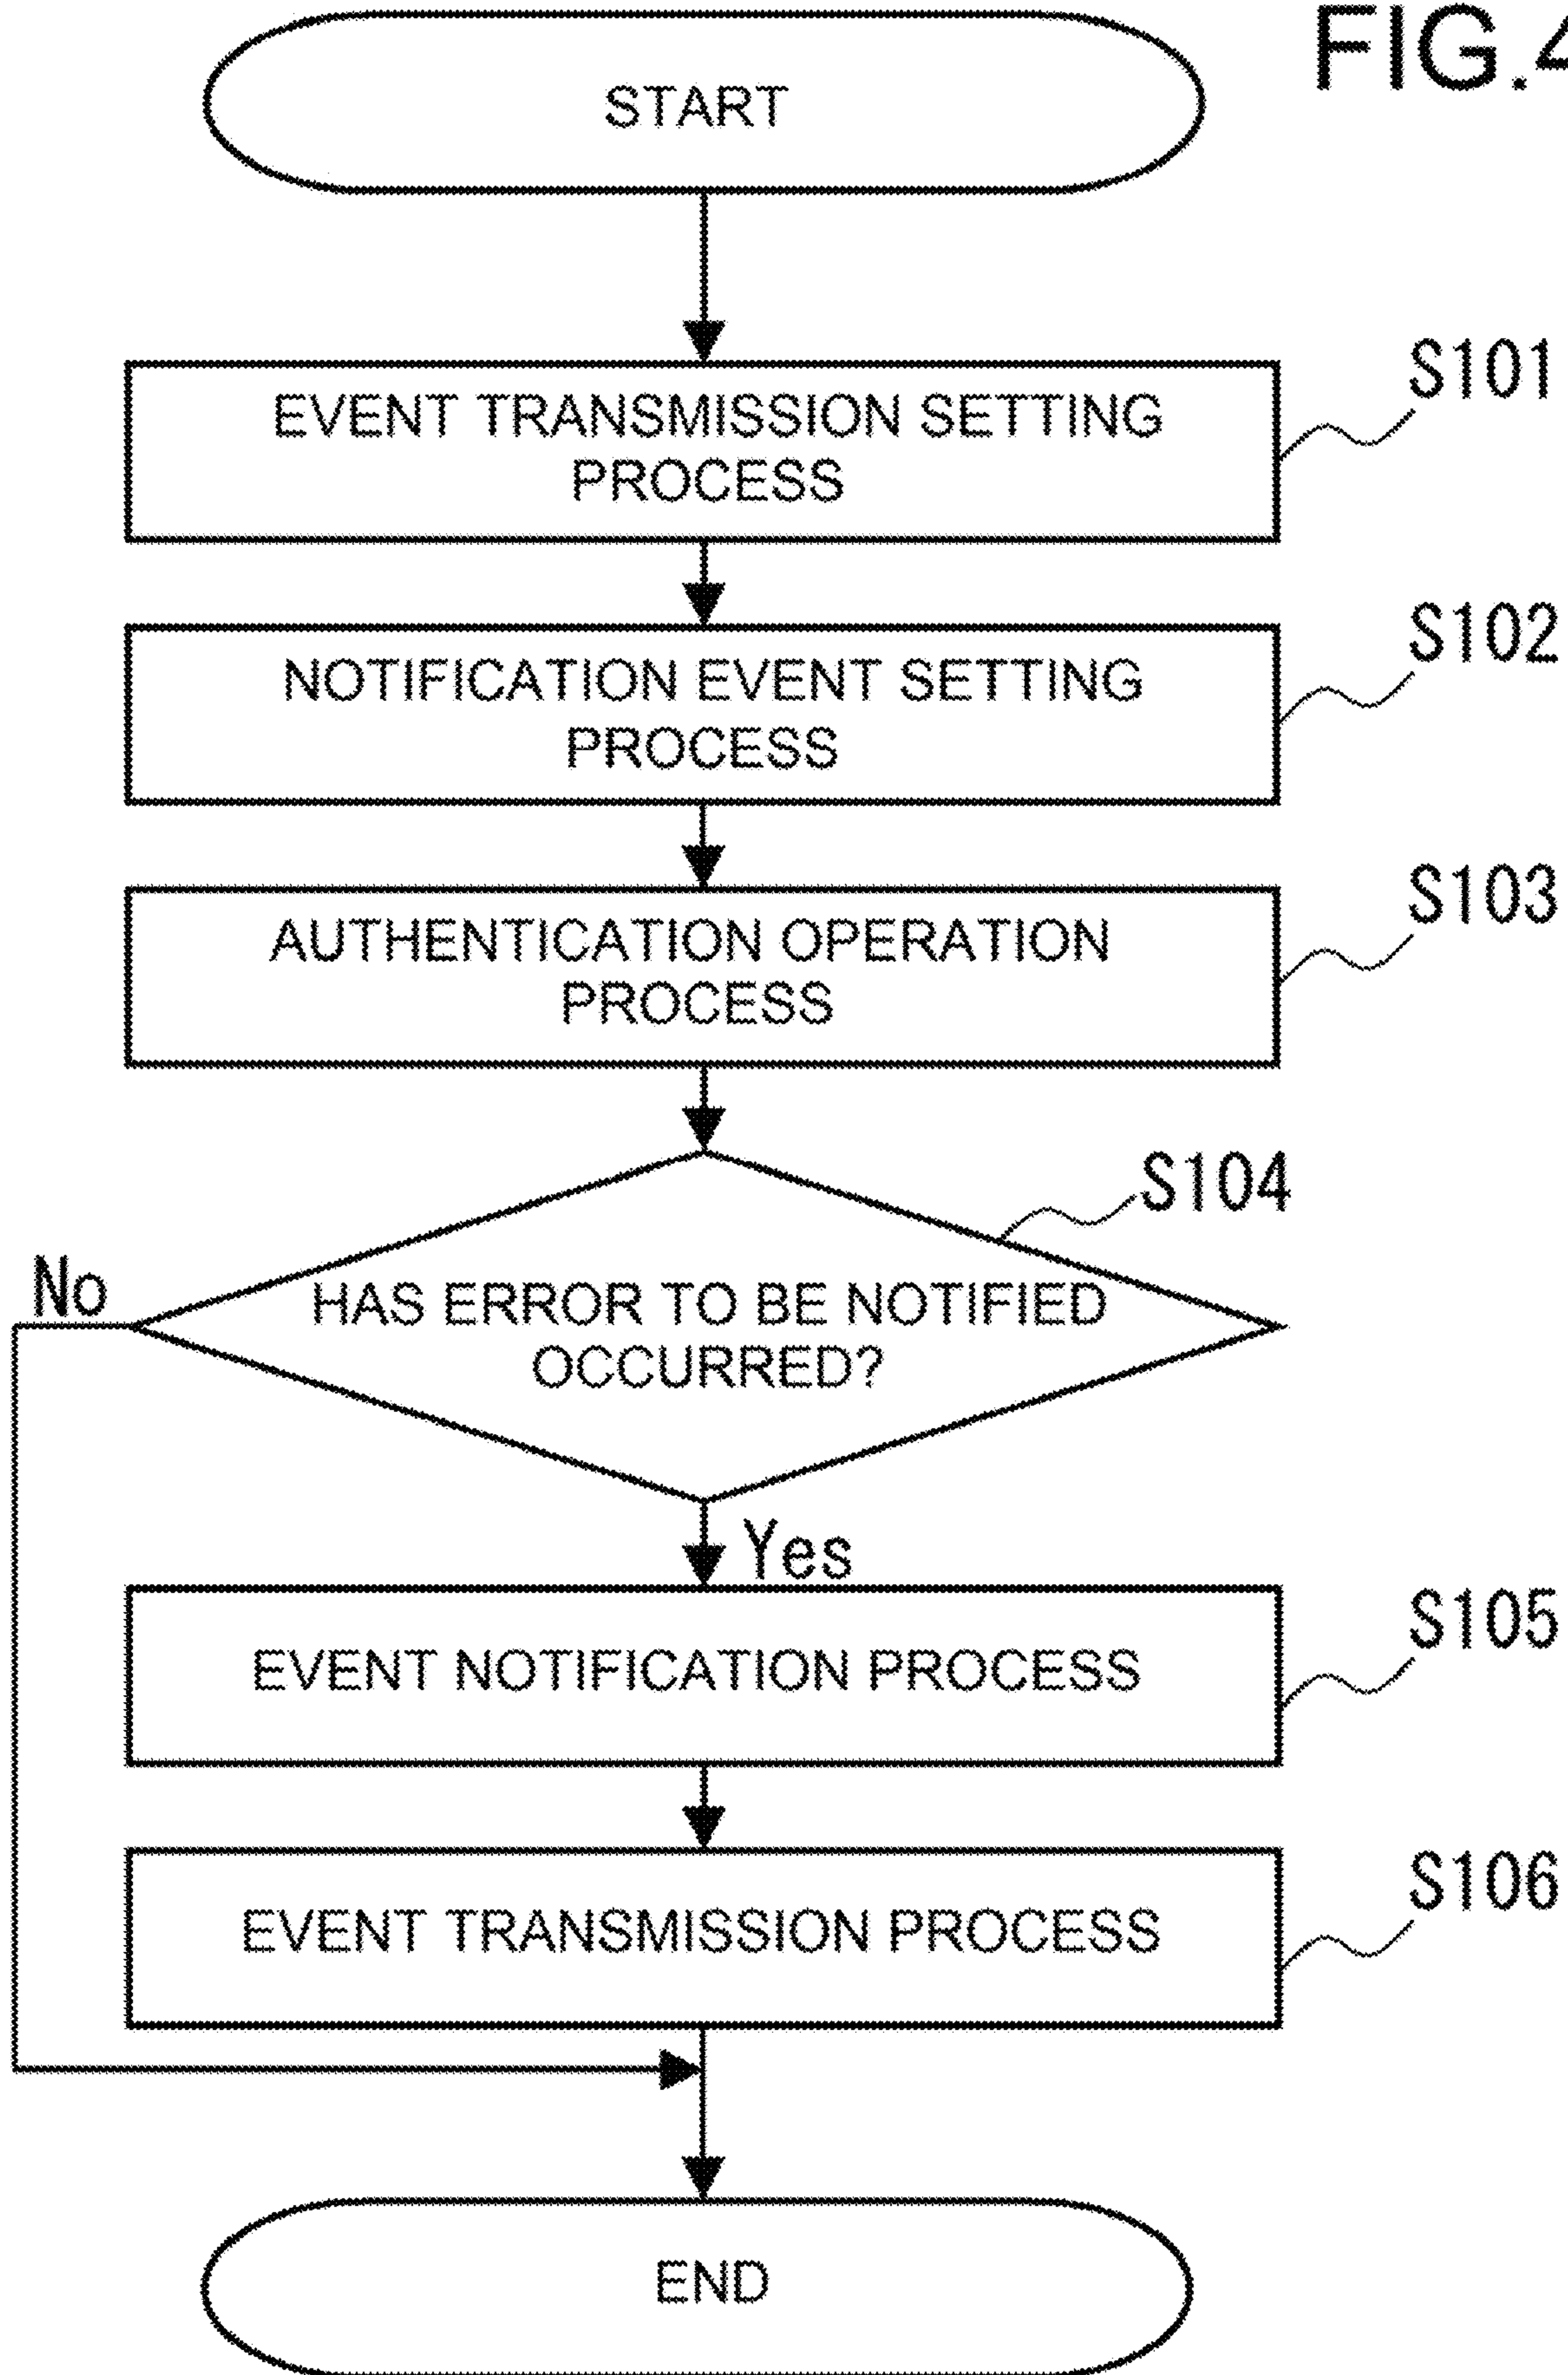 FIG.4
START
EVENT TRANSMISSION SETTING
PROCESS
S101
NOTIFICATION EVENT SETTING
PROCESS
S102
AUTHENTICATION OPERATION
PROCESS
S103
S104
No
HAS ERROR TO BE NOTIFIED
OCCURRED?
Yes
EVENT NOTIFICATION PROCESS
S105
EVENT TRANSMISSION PROCESS
S106
END